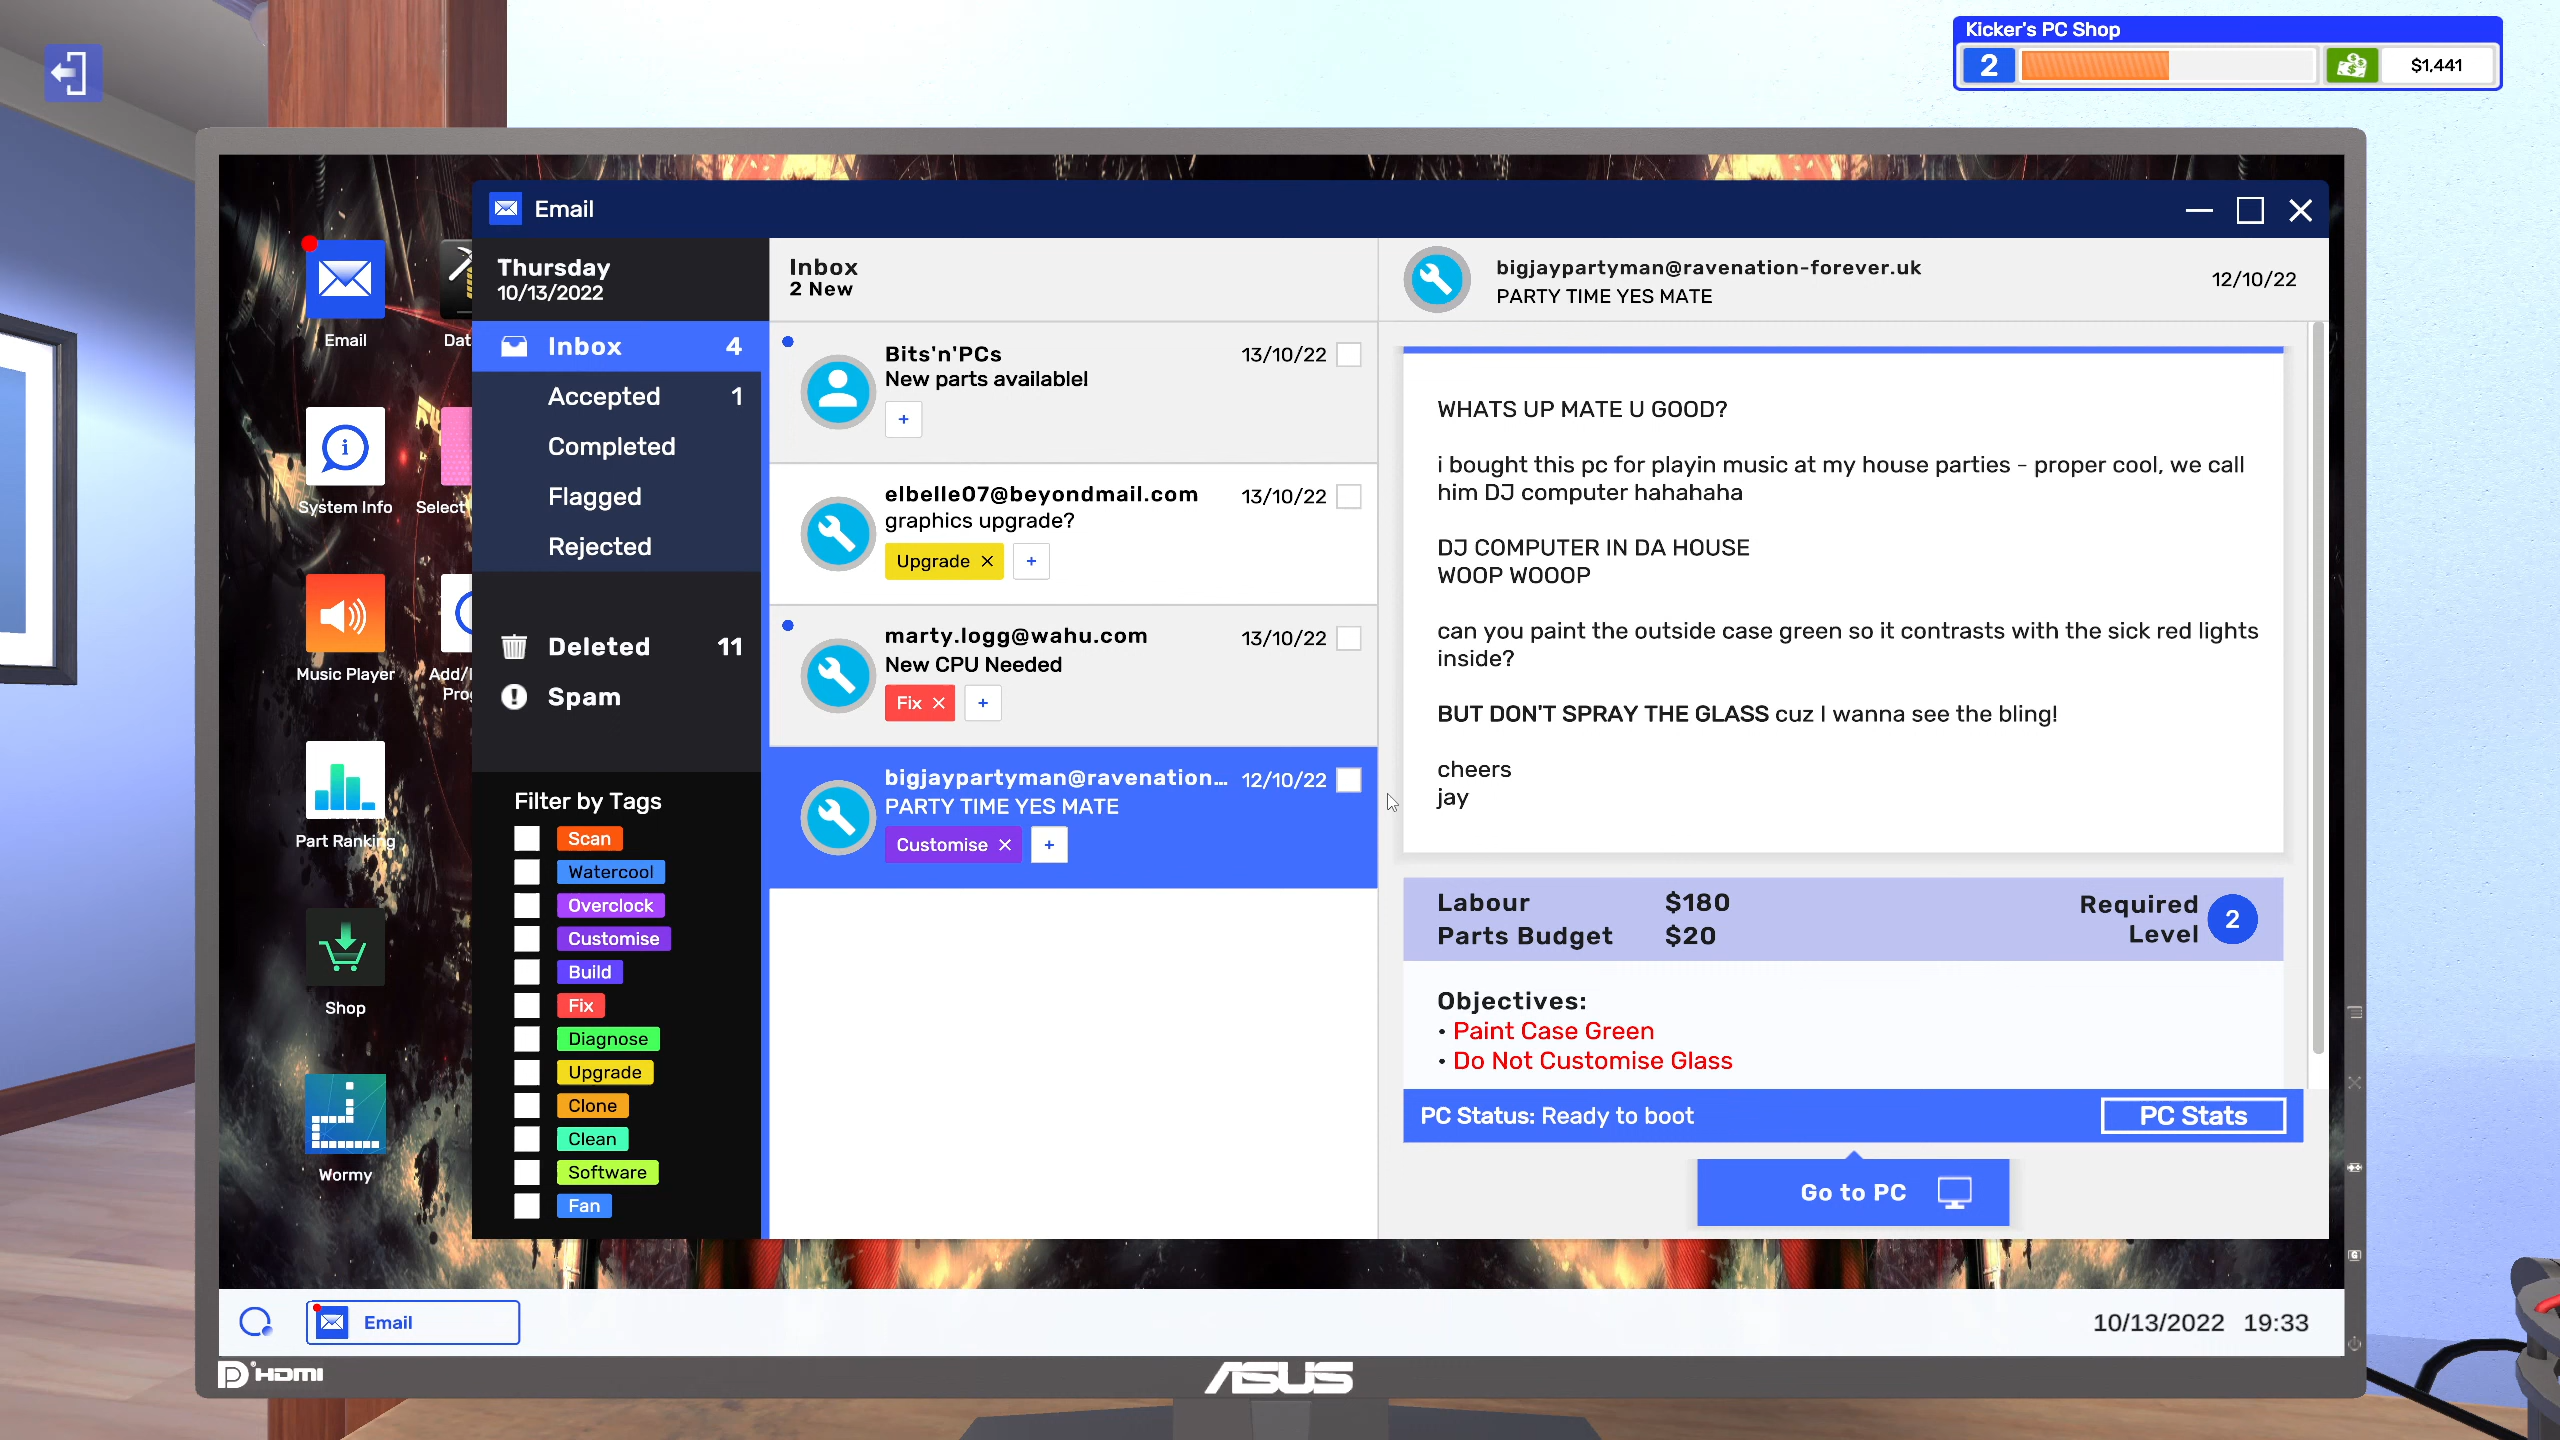 Kicker's PC Shop
2
$1,441
Email
Thursday
10/13/2022
Inbox 4
Accepted 1
Completed
Flagged
Rejected
Deleted 11
Spam
Filter by Tags
Scan
Watercool
Overclock
Customise
Build
Fix
Diagnose
Upgrade
Clone
Clean
Software
Fan
Email
Dat
System Info
Select
Music Player
Add/
Pro
Part Ranking
Shop
Wormy
Inbox
2 New
Bits'n'PCs 13/10/22
New parts available!
+
elbelle07@beyondmail.com 13/10/22
graphics upgrade?
Upgrade × +
marty.logg@wahu.com 13/10/22
New CPU Needed
Fix × +
bigjaypartyman@ravenation... 12/10/22
PARTY TIME YES MATE
Customise × +
bigjaypartyman@ravenation-forever.uk
PARTY TIME YES MATE
12/10/22
WHATS UP MATE U GOOD?
i bought this pc for playin music at my house parties - proper cool, we call
him DJ computer hahahaha
DJ COMPUTER IN DA HOUSE
WOOP WOOOP
can you paint the outside case green so it contrasts with the sick red lights
inside?
BUT DON'T SPRAY THE GLASS cuz I wanna see the bling!
cheers
jay
Labour $180
Parts Budget $20
Required
Level 2
Objectives:
• Paint Case Green
• Do Not Customise Glass
PC Status: Ready to boot
PC Stats
Go to PC
Email
10/13/2022 19:33
HDMI
ASUS